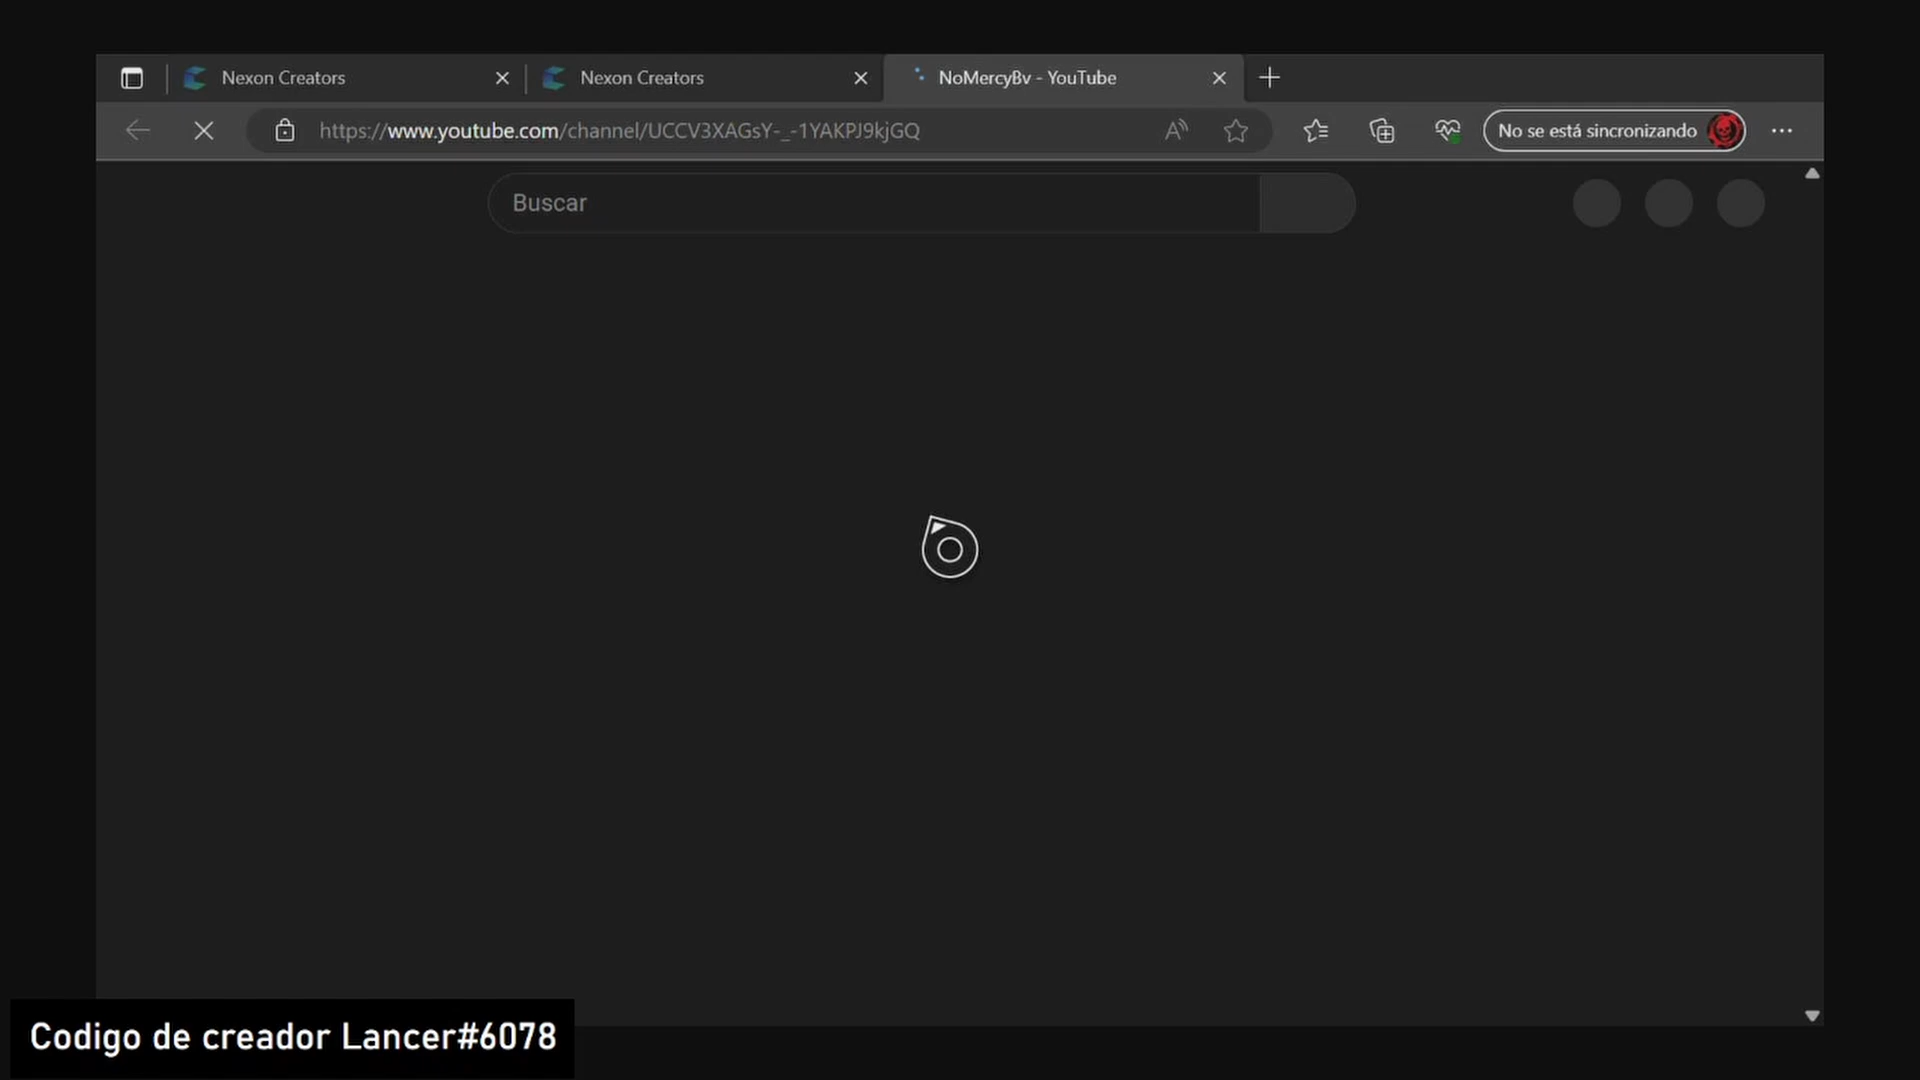 Nexon Creators
Nexon Creators
NoMercyBv - YouTube
https://www.youtube.com/channel/UCCV3XAGsY-_-1YAKPJ9kjGQ
No se está sincronizando
Buscar
Codigo de creador Lancer#6078